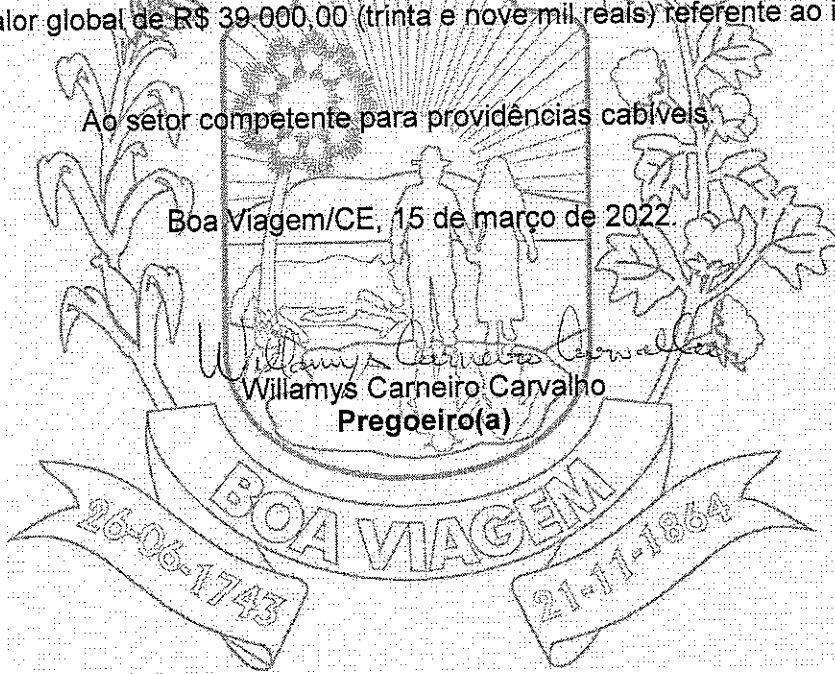 alor global de R$ 39.000,00 (trinta e nove mil reais) referente ao i
Ao setor competente para providências cabíveis.
Boa Viagem/CE, 15 de março de 2022.
Willamys Carneiro Carvalho
Willamys Carneiro Carvalho
Pregoeiro(a)
BOA VIAGEM
26-06-1743
21-11-1864